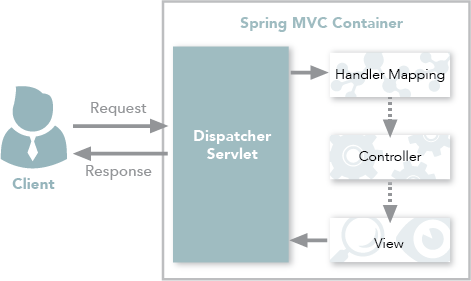 Spring MVC Container
Handler Mapping
Request
Dispatcher
Servlet
Controller
Response
Client
View